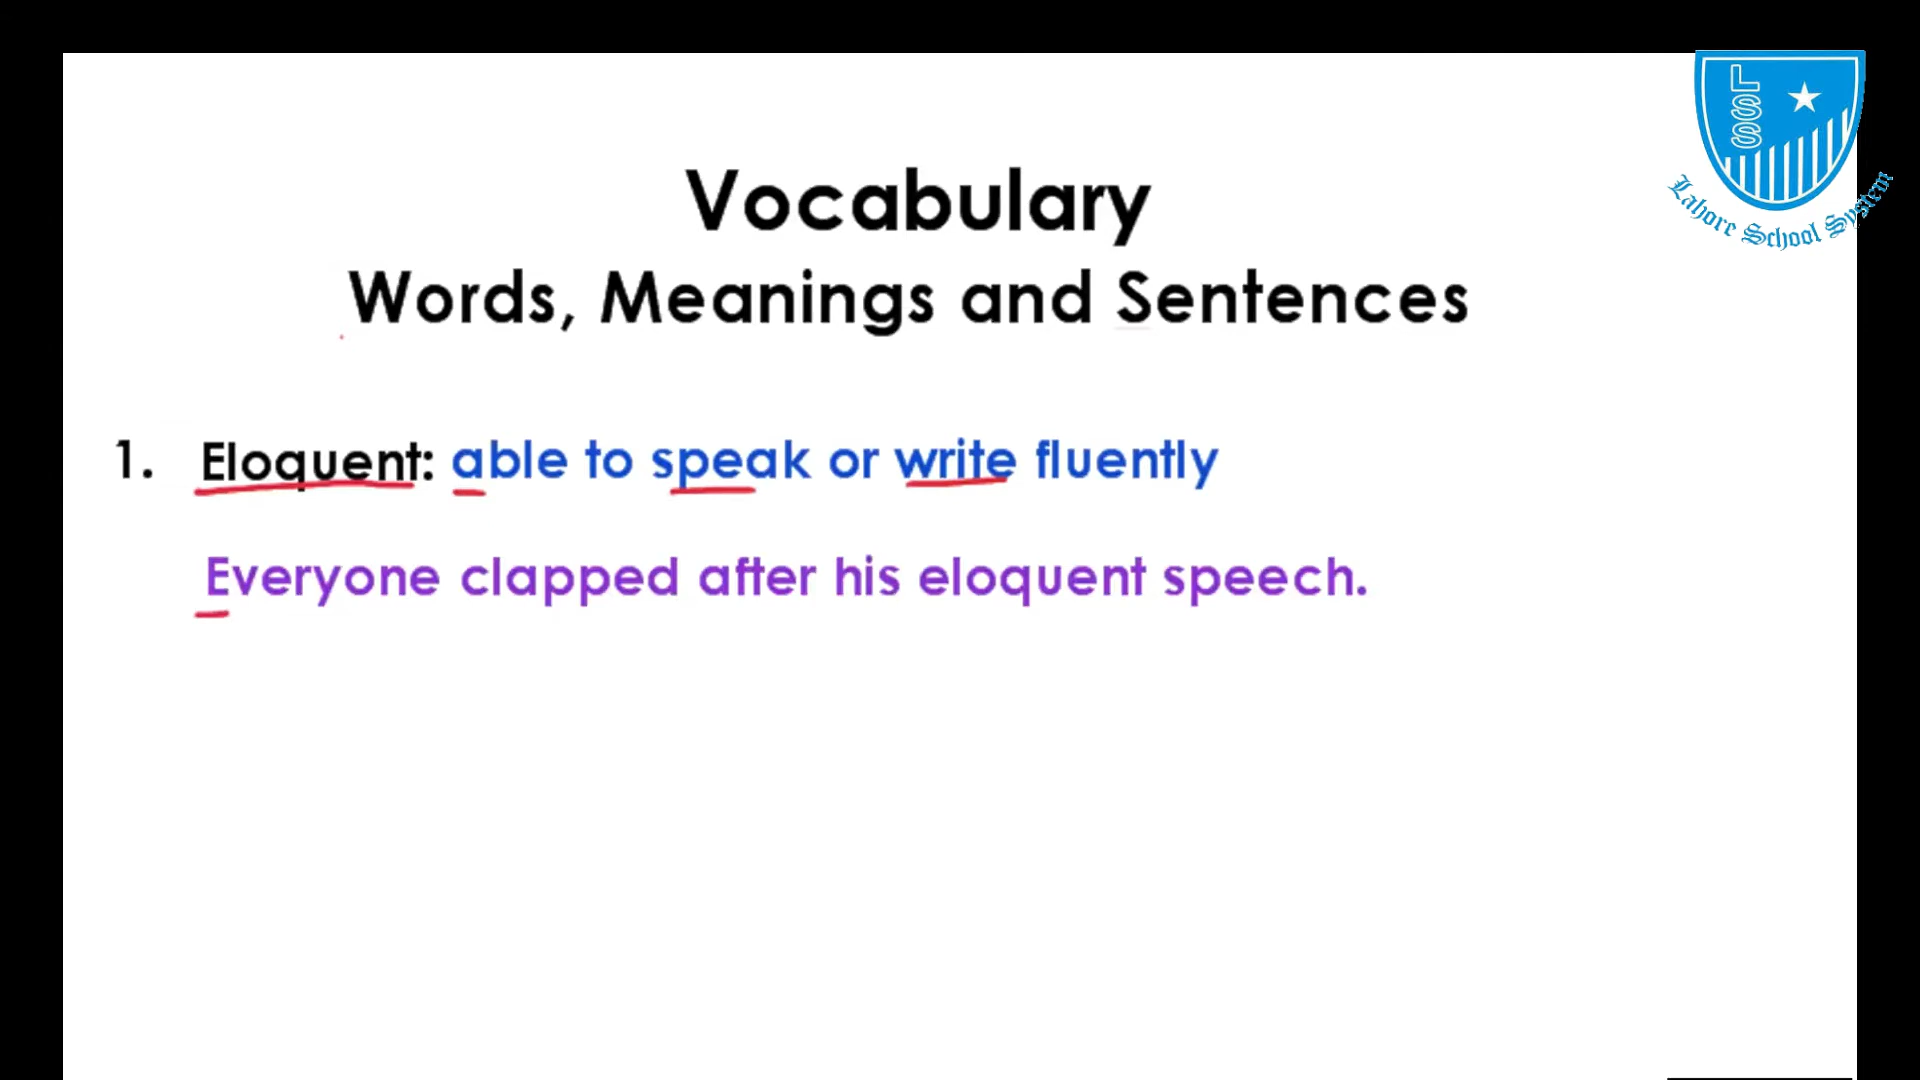 LSS
Lahore School System
Vocabulary
Words, Meanings and Sentences
1. Eloquent: able to speak or write fluently
Everyone clapped after his eloquent speech.